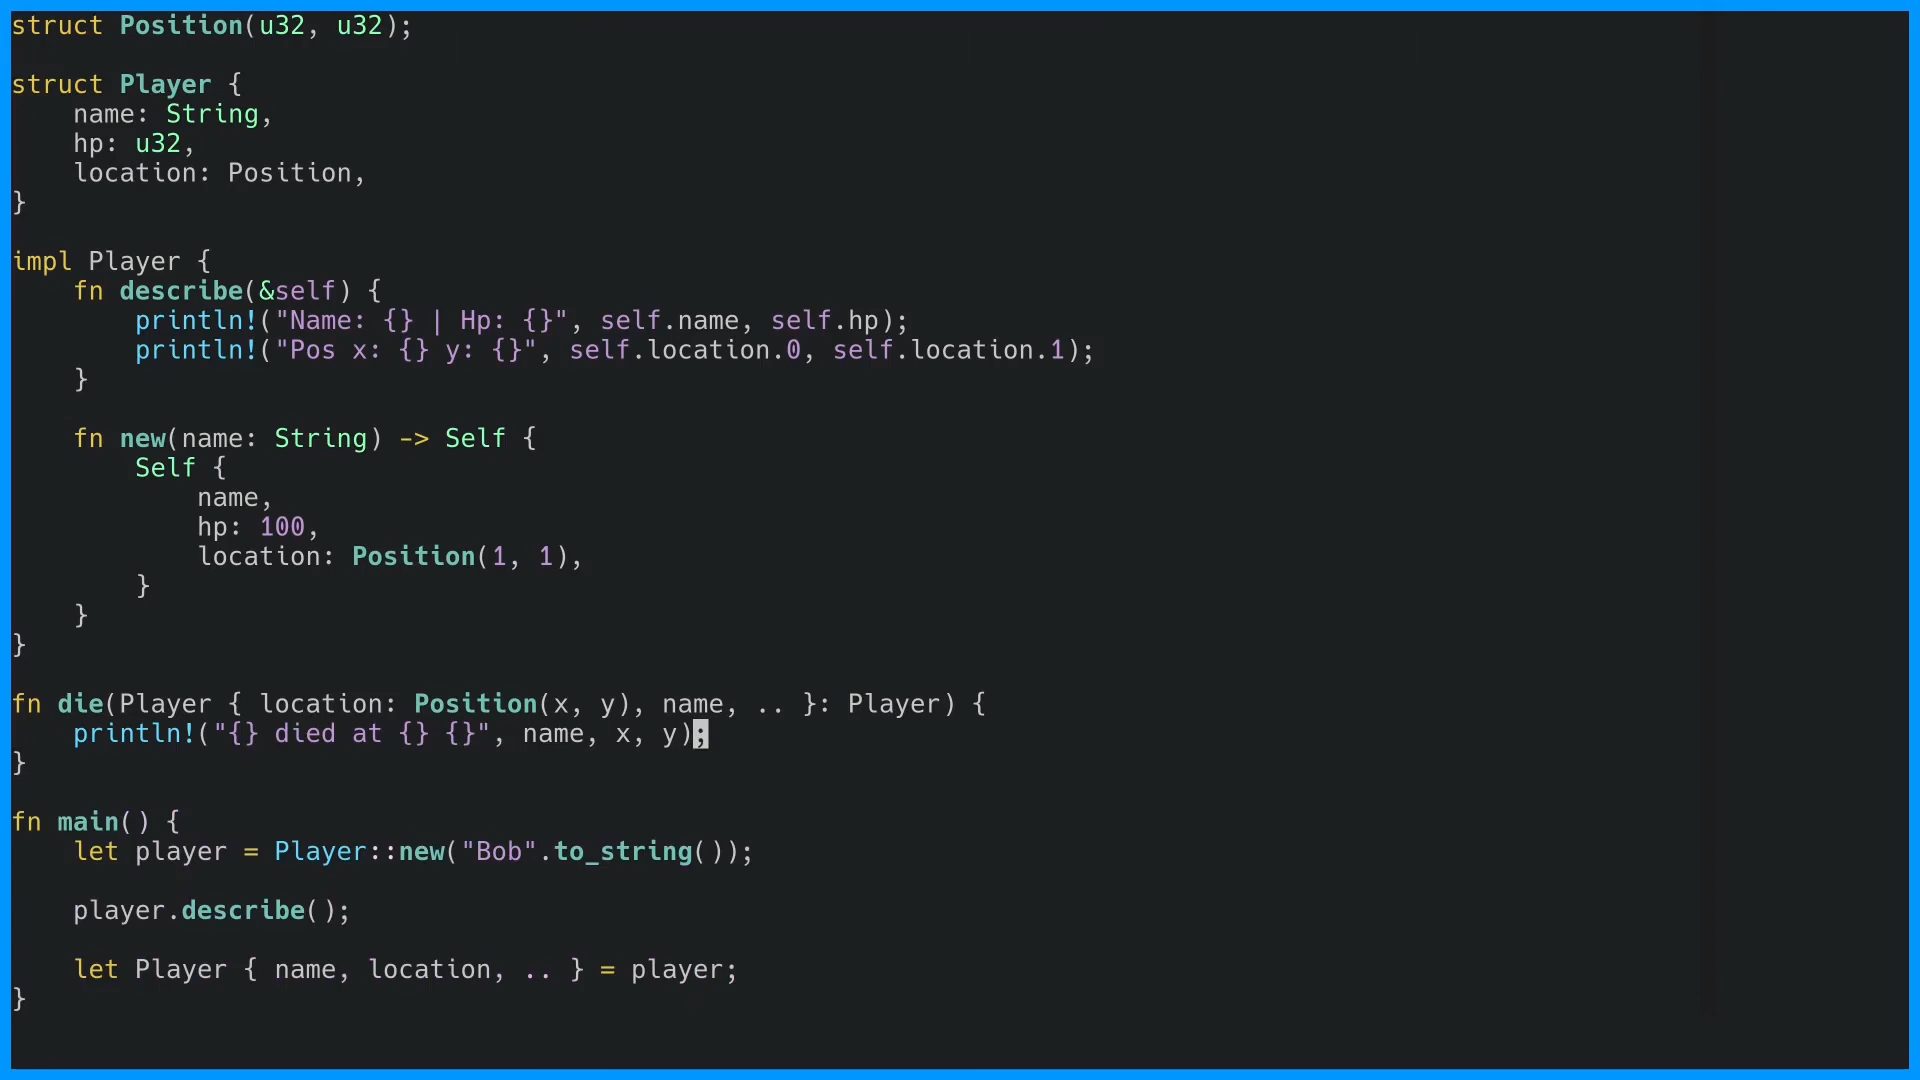 struct Position(u32, u32);
struct Player {
    name: String,
    hp: u32,
    location: Position,
}
impl Player {
    fn describe(&self) {
        println!("Name: {} | Hp: {}", self.name, self.hp);
        println!("Pos x: {} y: {}", self.location.0, self.location.1);
    }
    fn new(name: String) -> Self {
        Self {
            name,
            hp: 100,
            location: Position(1, 1),
        }
    }
}
fn die(Player { location: Position(x, y), name, .. }: Player) {
    println!("{} died at {} {}", name, x, y);
}
fn main() {
    let player = Player::new("Bob".to_string());
    player.describe();
    let Player { name, location, .. } = player;
}